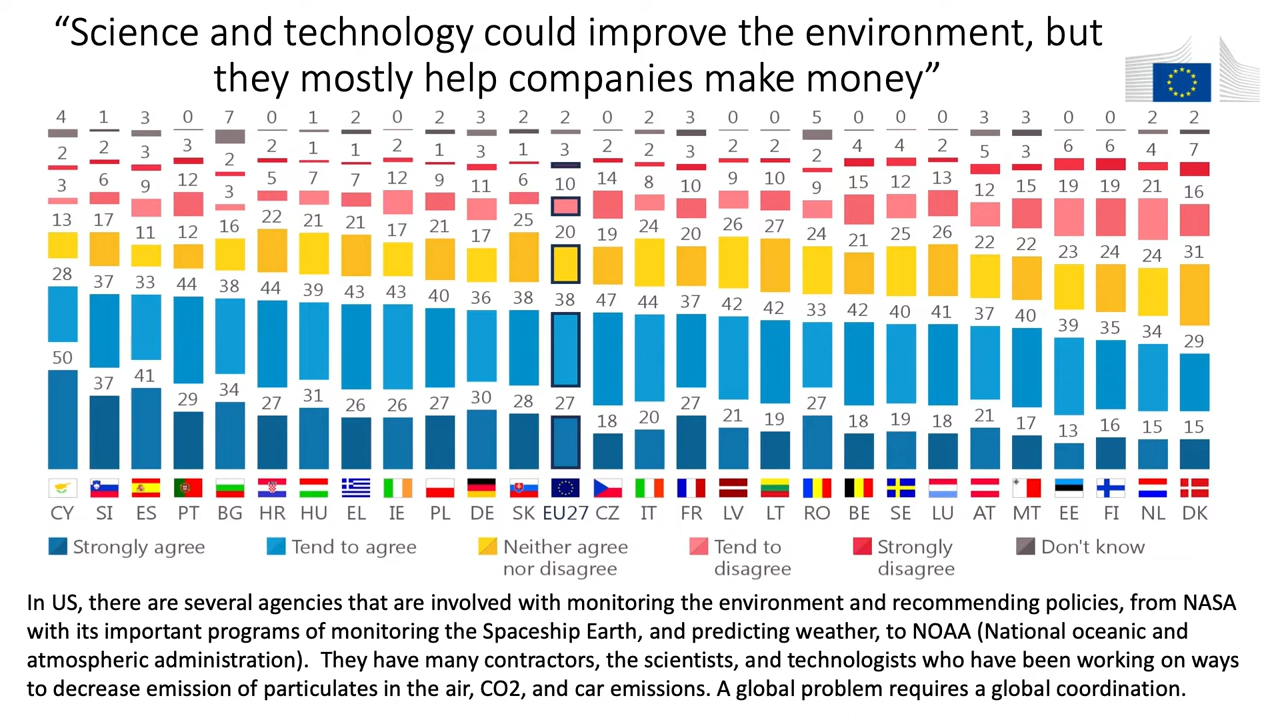 “Science and technology could improve the environment, but
they mostly help companies make money”
4 1 3 0 7 0 1 2 0 2 3 2 2 0 2 3 0 0 5 0 0 0 3 3 0 0 2 2
2 2 3 3 2 2 1 1 2 1 3 1 3 2 2 3 2 2 2 4 4 2 5 3 6 6 4 7
3 6 9 12 3 5 7 7 12 9 11 6 10 14 8 10 9 10 9 15 12 13 12 15 19 19 21 16
13 17 11 12 16 22 21 21 17 21 17 25 20 19 24 20 26 27 24 21 25 26 22 22 23 24 24 31
28 37 33 44 38 44 39 43 43 40 36 38 38 47 44 37 42 42 33 42 40 41 37 40 39 35 34 29
50 37 41 29 34 27 31 26 26 27 30 28 27 18 20 27 21 19 27 18 19 18 21 17 13 16 15 15
CY SI ES PT BG HR HU EL IE PL DE SK EU27 CZ IT FR LV LT RO BE SE LU AT MT EE FI NL DK
Strongly agree Tend to agree Neither agree Tend to Strongly Don't know
nor disagree disagree disagree
In US, there are several agencies that are involved with monitoring the environment and recommending policies, from NASA
with its important programs of monitoring the Spaceship Earth, and predicting weather, to NOAA (National oceanic and
atmospheric administration).  They have many contractors, the scientists, and technologists who have been working on ways
to decrease emission of particulates in the air, CO2, and car emissions. A global problem requires a global coordination.